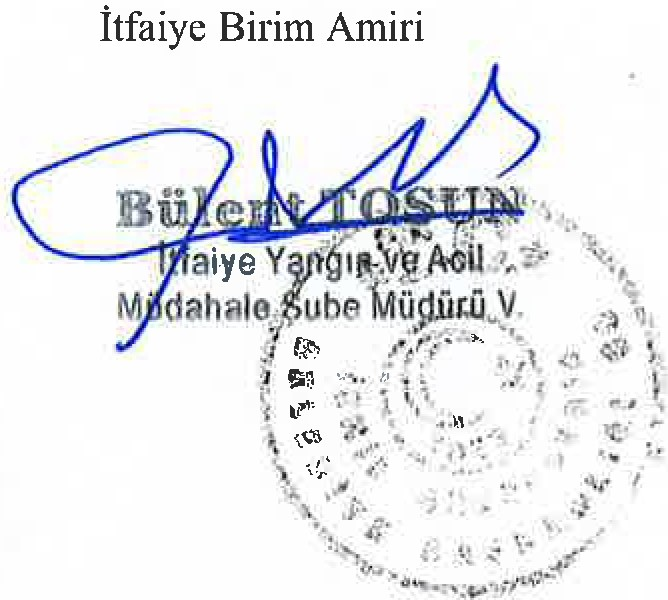 İtfaiye Birim Amiri
Bülent TOSUN
İtfaiye Yangın Ve Acil
Müdahale Şube Müdürü V.